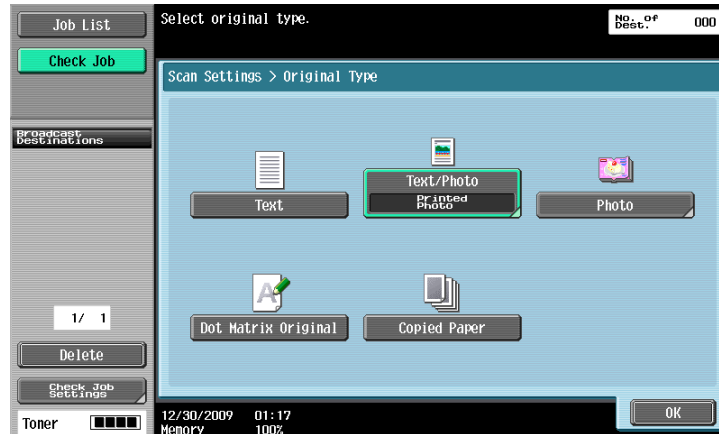 Job List
Check Job
Broadcast
Destinations
1/ 1
Delete
Check Job
Settings
Toner
Select original type.
No. of
Dest.
000
Scan Settings > Original Type
Text
Text/Photo
Printed
Photo
Photo
Dot Matrix Original
Copied Paper
12/30/2009 01:17
Memory 100%
OK